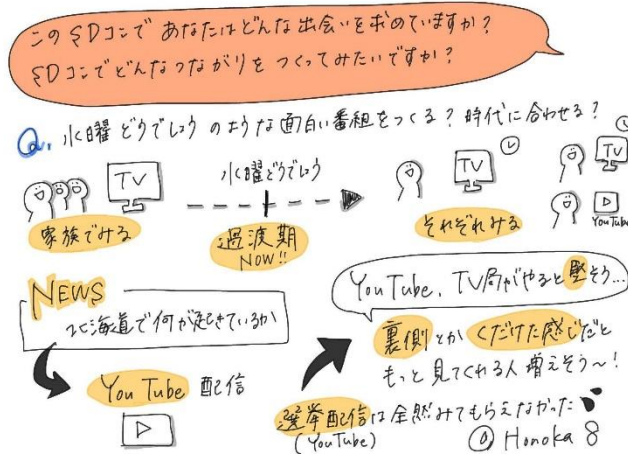 このSDコンで あなたはどんな出会いを求めていますか?
SDコンでどんなつながりを つくってみたいですか?
Q. 水曜どうでしょう のような面白い番組をつくる? 時代に合わせる?
水曜どうでしょう
TV
TV
TV
YouTube
家族でみる
過渡期
NOW!!
それぞれみる
NEWS
北海道で何が起きているか
YouTube 配信
YouTube、TV局がやると堅そう...
裏側とか くだけた感じだと
もっと見てくれる人 増えそう〜!
選挙配信は全然みてもらえなかった
(YouTube)
Honoka 8